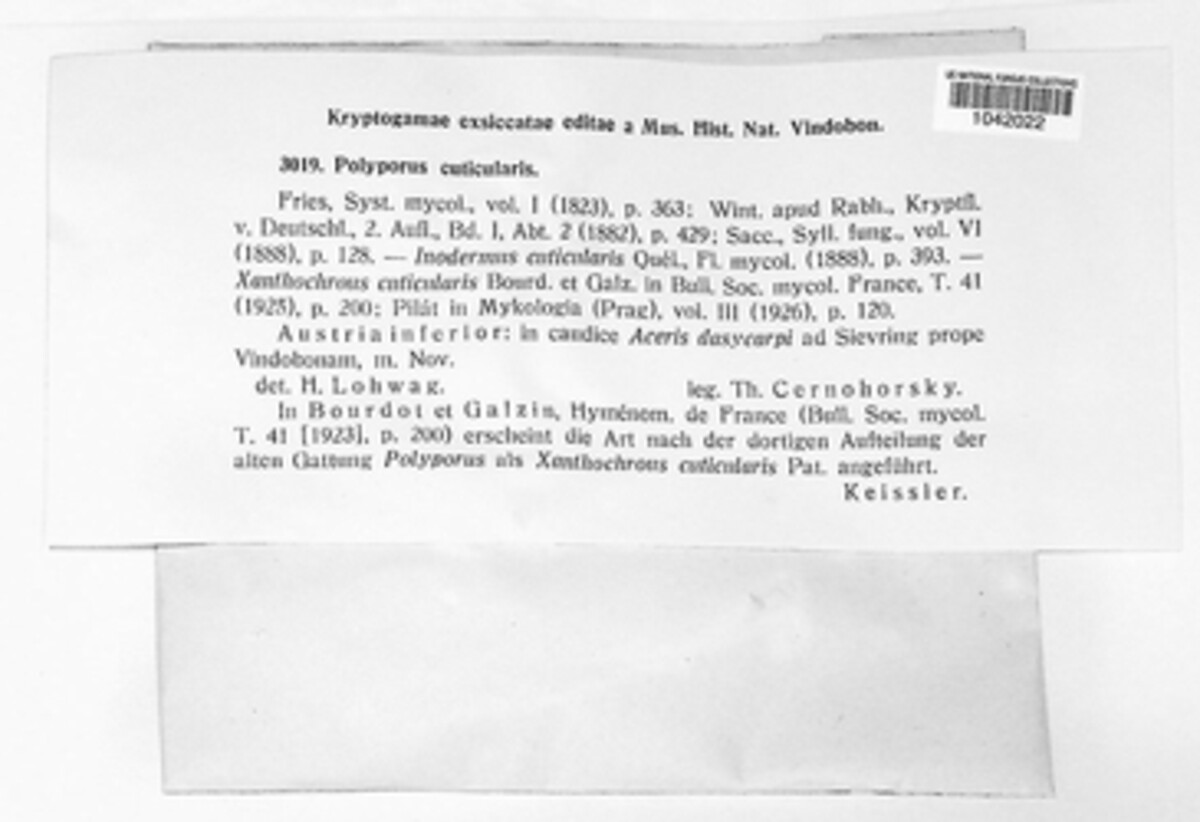 US NATIONAL FUNGUS COLLECTIONS
1042022
Kryptogamae exsiccatae editae a Mus. Hist. Nat. Vindobon.
3019. Polyporus cuticularis.
Fries, Syst. mycol., vol. I (1823), p. 363; Wint. apud Rabh., Kryptfl.
v. Deutschl., 2. Aufl., Bd. I, Abt. 2 (1882), p. 429; Sacc., Syll. fung., vol. VI
(1888), p. 128. — Inodermus cuticularis Quél., Fl. mycol. (1888), p. 393. —
Xanthochrous cuticularis Bourd. et Galz. in Bull. Soc. mycol. France, T. 41
(1925), p. 200; Pilát in Mykologia (Prag), vol. III (1926), p. 120.
Austria inferior: in caudice Aceris dasycarpi ad Sievring prope
Vindobonam, m. Nov.
det. H. Lohwag. leg. Th. Cernohorsky.
In Bourdot et Galzin, Hyménom. de France (Bull. Soc. mycol.
T. 41 [1923], p. 200) erscheint die Art nach der dortigen Aufteilung der
alten Gattung Polyporus als Xanthochrous cuticularis Pat. angeführt.
Keissler.